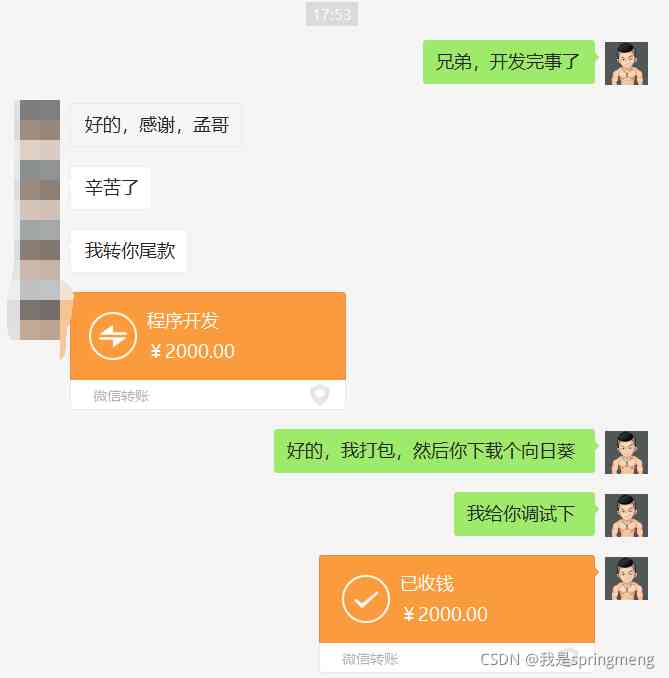 17:53
兄弟，开发完事了
好的，感谢，孟哥
辛苦了
我转你尾款
程序开发
￥2000.00
微信转账
好的，我打包，然后你下载个向日葵
我给你调试下
已收钱
￥2000.00
微信转账
CSDN @我是springmeng